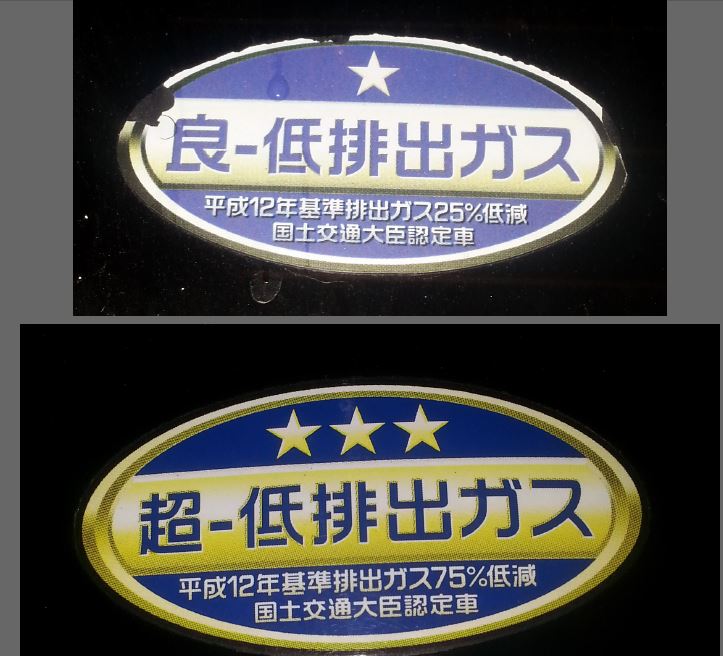 良-低排出ガス
平成12年基準排出ガス25%低減
国土交通大臣認定車
超-低排出ガス
平成12年基準排出ガス75%低減
国土交通大臣認定車